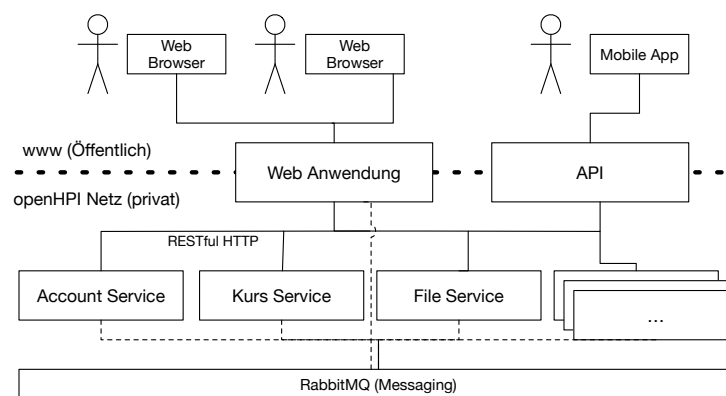 Web
Browser
Web
Browser
Mobile App
www (Öffentlich)
Web Anwendung
API
openHPI Netz (privat)
RESTful HTTP
Account Service
Kurs Service
File Service
...
RabbitMQ (Messaging)